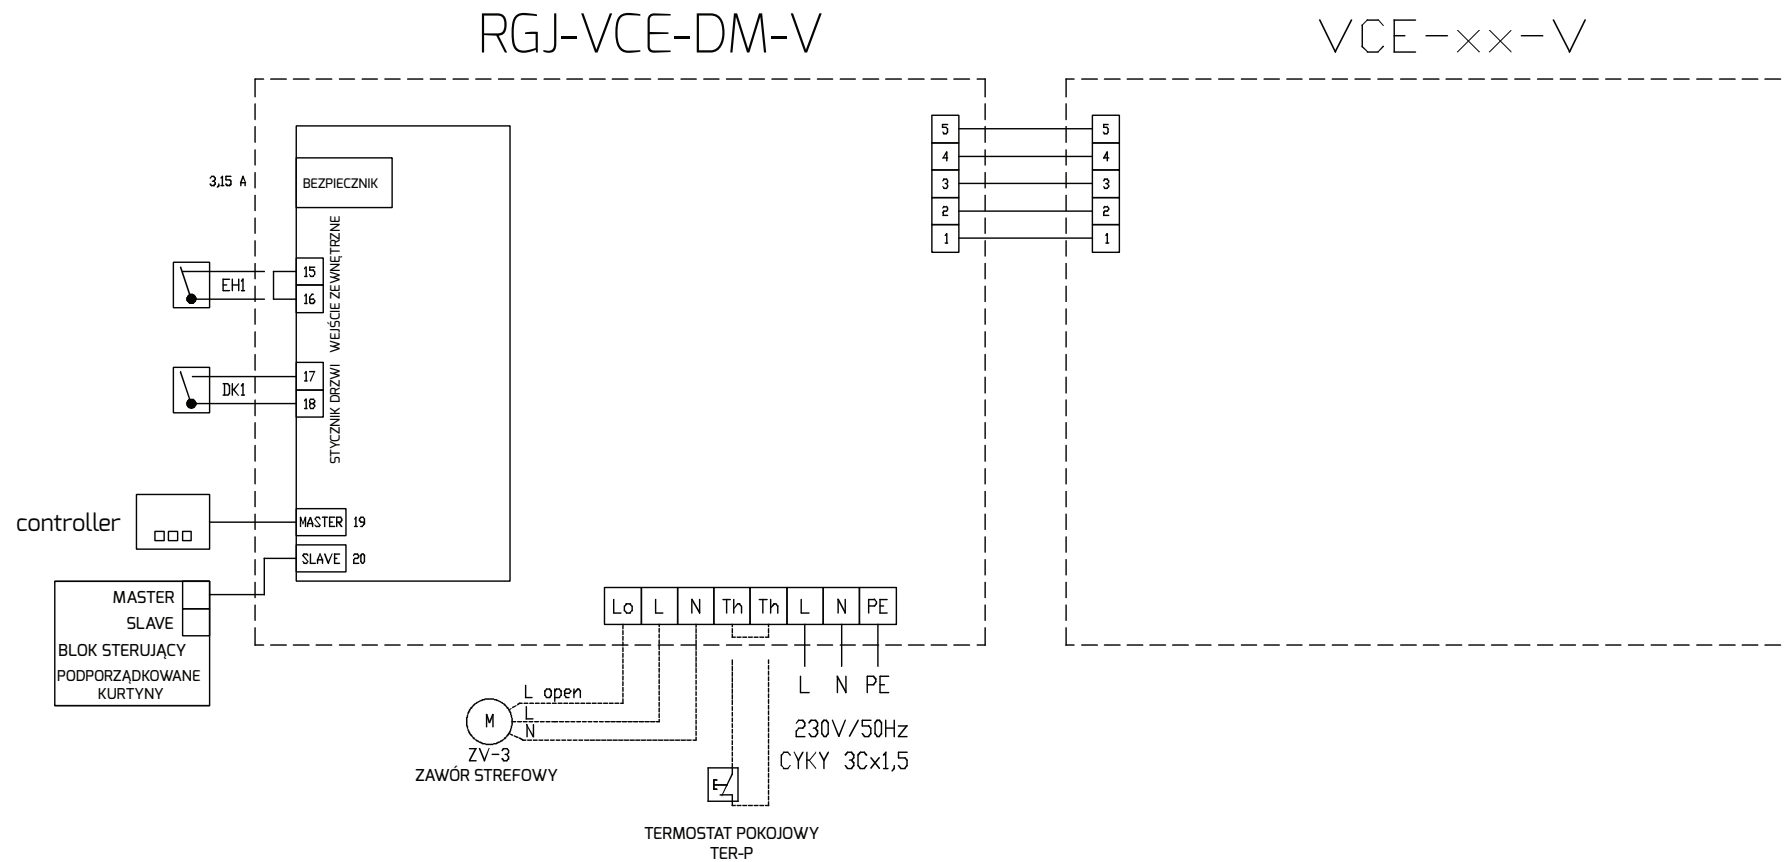 RGJ-VCE-DM-V
VCE-xx-V
3,15 A
BEZPIECZNIK
5
4
3
2
1
5
4
3
2
1
EH1
15
16
WEJŚCIE ZEWNĘTRZNE
DK1
17
18
STYCZNIK DRZWI
controller
MASTER 19
SLAVE 20
MASTER
SLAVE
BLOK STERUJĄCY
PODPORZĄDKOWANE
KURTYNY
Lo L N Th Th L N PE
L open
L
N
M
ZV-3
ZAWÓR STREFOWY
L N PE
230V/50Hz
CYKY 3Cx1,5
TERMOSTAT POKOJOWY
TER-P